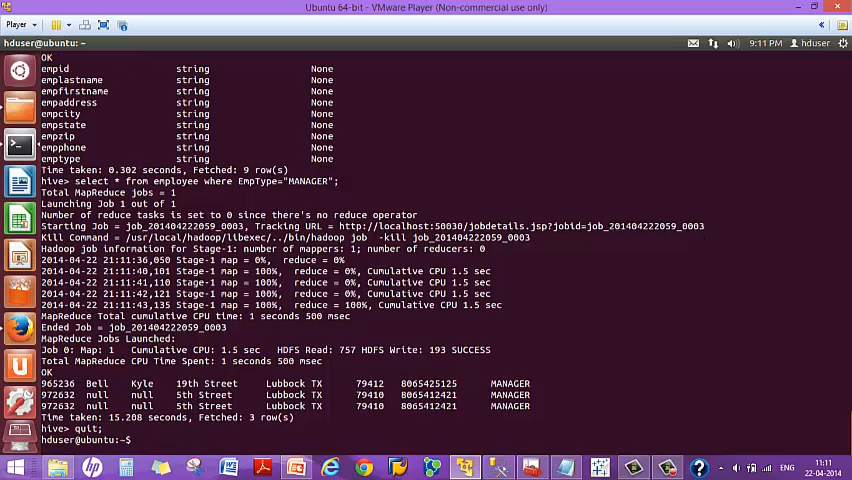 Ubuntu 64-bit - VMware Player (Non-commercial use only)
Player
hduser@ubuntu: ~
9:11 PM
hduser
OK
empid string None
emplastname string None
empfirstname string None
empaddress string None
empcity string None
empstate string None
empzip string None
empphone string None
emptype string None
Time taken: 0.302 seconds, Fetched: 9 row(s)
hive> select * from employee where EmpType="MANAGER";
Total MapReduce jobs = 1
Launching Job 1 out of 1
Number of reduce tasks is set to 0 since there's no reduce operator
Starting Job = job_201404222059_0003, Tracking URL = http://localhost:50030/jobdetails.jsp?jobid=job_201404222059_0003
Kill Command = /usr/local/hadoop/libexec/../bin/hadoop job -kill job_201404222059_0003
Hadoop job information for Stage-1: number of mappers: 1; number of reducers: 0
2014-04-22 21:11:36,050 Stage-1 map = 0%, reduce = 0%
2014-04-22 21:11:40,101 Stage-1 map = 100%, reduce = 0%, Cumulative CPU 1.5 sec
2014-04-22 21:11:41,110 Stage-1 map = 100%, reduce = 0%, Cumulative CPU 1.5 sec
2014-04-22 21:11:42,121 Stage-1 map = 100%, reduce = 0%, Cumulative CPU 1.5 sec
2014-04-22 21:11:43,135 Stage-1 map = 100%, reduce = 100%, Cumulative CPU 1.5 sec
MapReduce Total cumulative CPU time: 1 seconds 500 msec
Ended Job = job_201404222059_0003
MapReduce Jobs Launched:
Job 0: Map: 1 Cumulative CPU: 1.5 sec HDFS Read: 757 HDFS Write: 193 SUCCESS
Total MapReduce CPU Time Spent: 1 seconds 500 msec
OK
965236 Bell Kyle 19th Street Lubbock TX 79412 8065425125 MANAGER
972632 null null 5th Street Lubbock TX 79410 8065412421 MANAGER
972632 null null 5th Street Lubbock TX 79410 8065412421 MANAGER
Time taken: 15.208 seconds, Fetched: 3 row(s)
hive> quit;
hduser@ubuntu:~$
ENG
11:11
22-04-2014